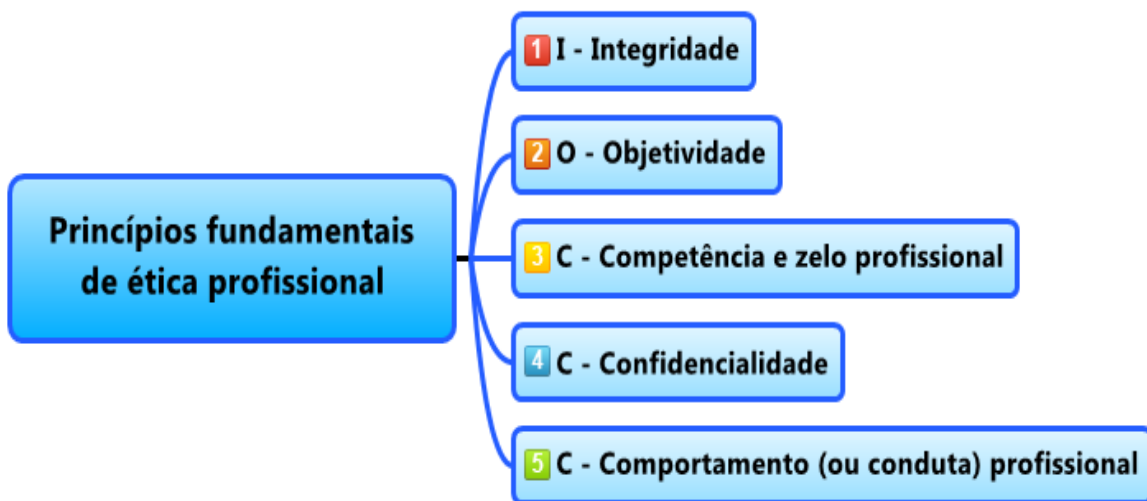 Princípios fundamentais
de ética profissional
1 I - Integridade
2 O - Objetividade
3 C - Competência e zelo profissional
4 C - Confidencialidade
5 C - Comportamento (ou conduta) profissional